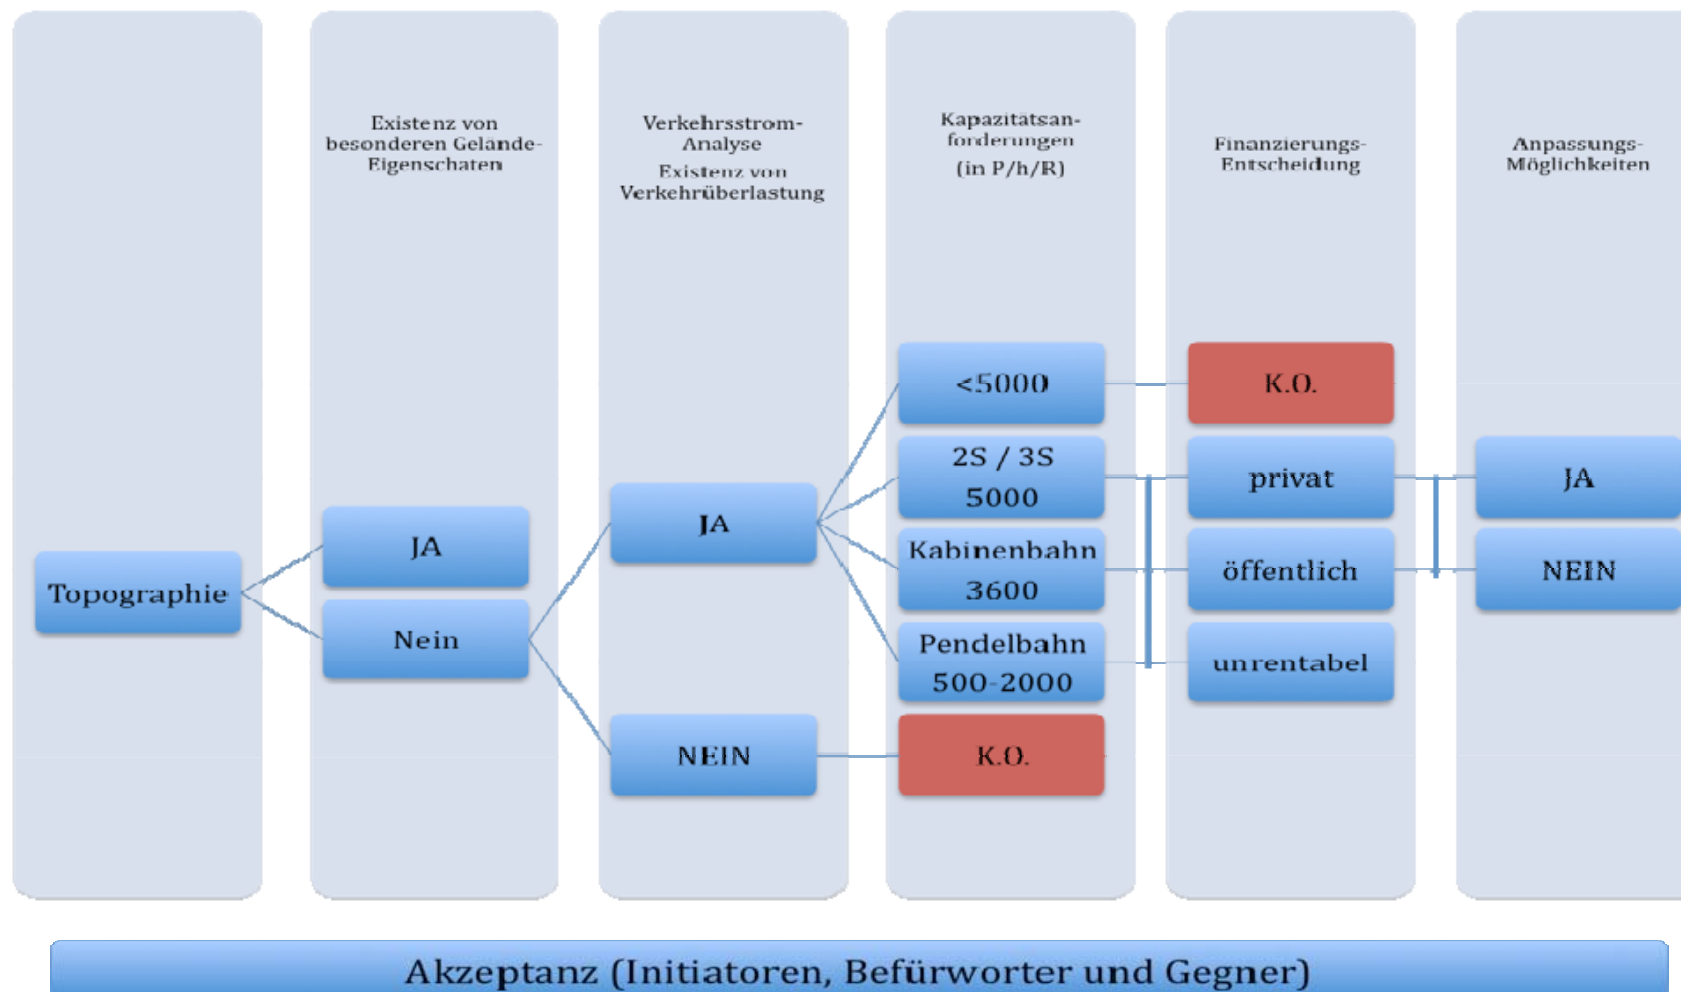 Existenz von
besonderen Gelände-
Eigenschaten
Verkehrsstrom-
Analyse
Existenz von
Verkehrüberlastung
Kapazitätsan-
forderungen
(in P/h/R)
Finanzierungs-
Entscheidung
Anpassungs-
Möglichkeiten
Topographie
JA
Nein
JA
NEIN
<5000
2S / 3S
5000
Kabinenbahn
3600
Pendelbahn
500-2000
K.O.
K.O.
privat
öffentlich
unrentabel
JA
NEIN
Akzeptanz (Initiatoren, Befürworter und Gegner)